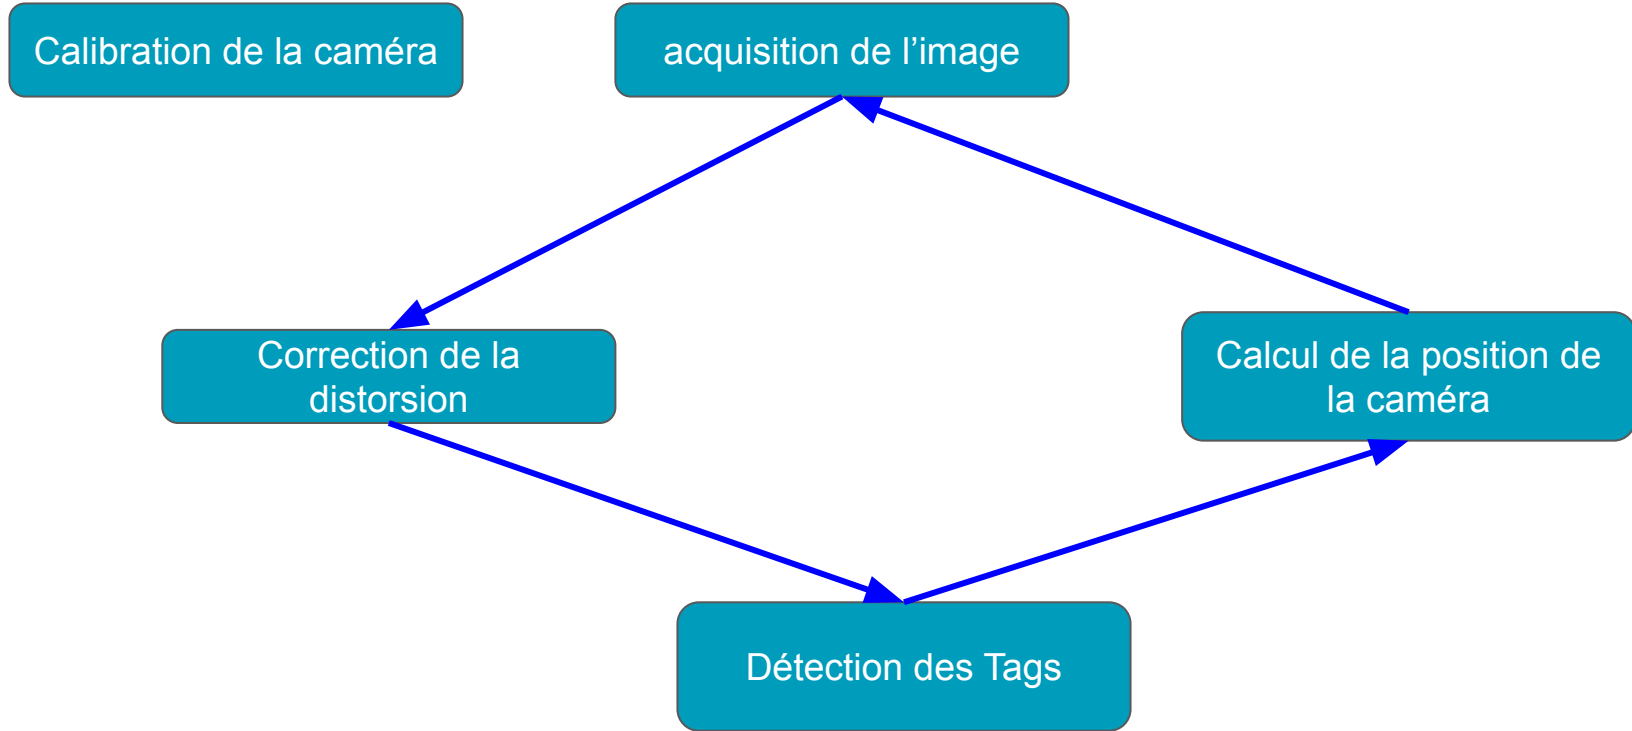 Calibration de la caméra
acquisition de l’image
Correction de la
distorsion
Calcul de la position de
la caméra
Détection des Tags